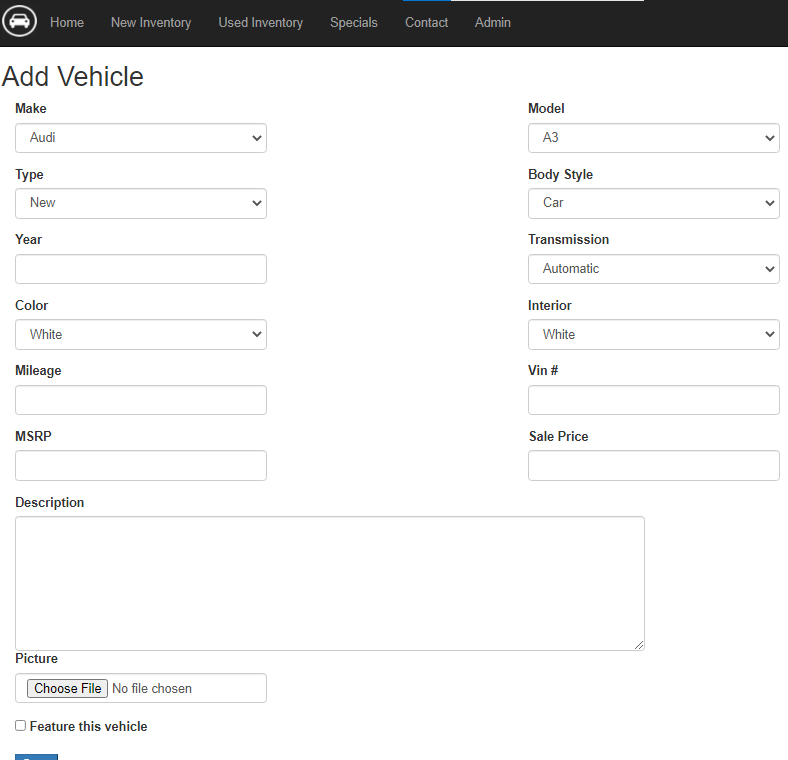 Home New Inventory Used Inventory Specials Contact Admin
Add Vehicle
Make Model
Audi A3
Type Body Style
New Car
Year Transmission
Automatic
Color Interior
White White
Mileage Vin #
MSRP Sale Price
Description
Picture
Choose File No file chosen
Feature this vehicle